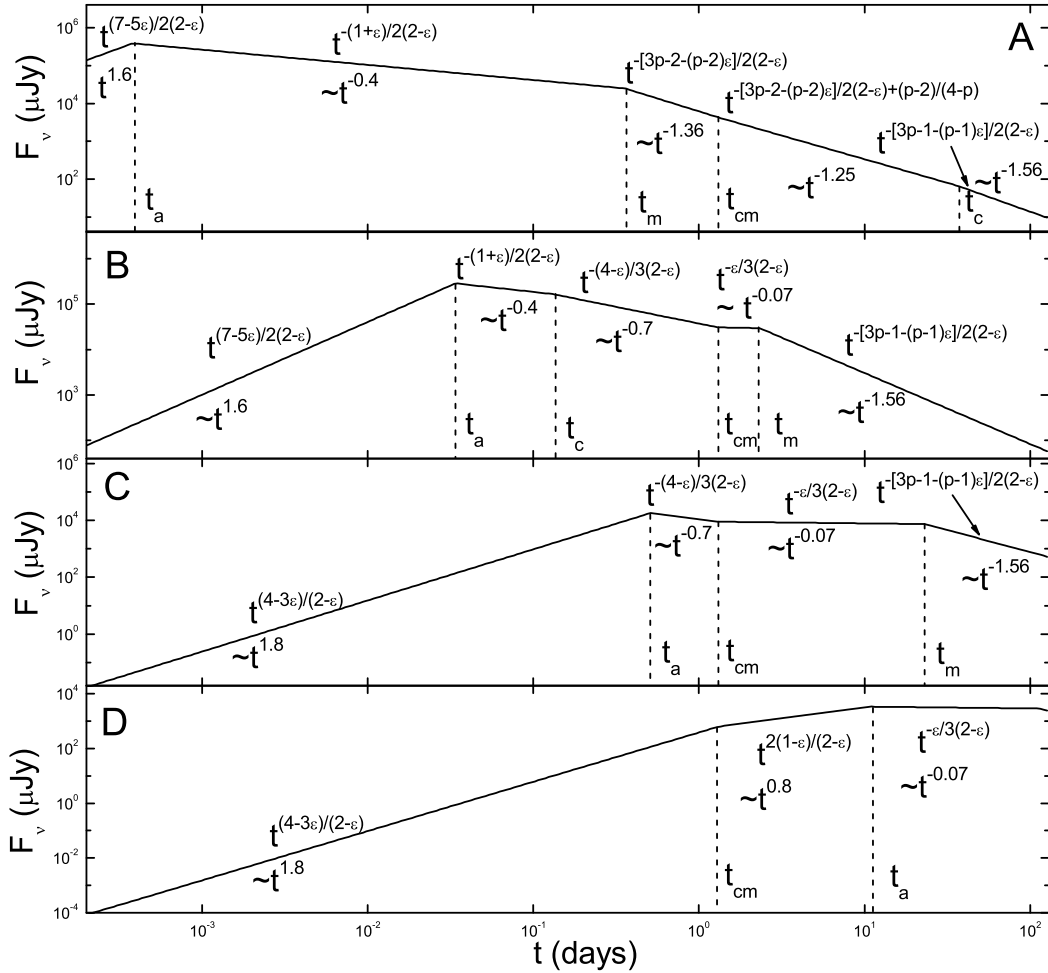 A
F_ν (μJy)
10^6
10^4
10^2
t^(7-5ε)/2(2-ε)
t^1.6
t_a
t^-(1+ε)/2(2-ε)
~t^-0.4
t^-[3p-2-(p-2)ε]/2(2-ε)
~t^-1.36
t_m
t^-[3p-2-(p-2)ε]/2(2-ε)+(p-2)/(4-p)
~t^-1.25
t_cm
t^-[3p-1-(p-1)ε]/2(2-ε)
~t^-1.56
t_c
B
F_ν (μJy)
10^5
10^3
t^(7-5ε)/2(2-ε)
~t^1.6
t^-(1+ε)/2(2-ε)
~t^-0.4
t_a
t^-(4-ε)/3(2-ε)
~t^-0.7
t_c
t^-ε/3(2-ε)
~ t^-0.07
t_cm
t_m
t^-[3p-1-(p-1)ε]/2(2-ε)
~t^-1.56
C
F_ν (μJy)
10^6
10^4
10^2
10^0
t^(4-3ε)/(2-ε)
~t^1.8
t^-(4-ε)/3(2-ε)
~t^-0.7
t_a
t^-ε/3(2-ε)
~t^-0.07
t_cm
t^-[3p-1-(p-1)ε]/2(2-ε)
~t^-1.56
t_m
D
F_ν (μJy)
10^4
10^2
10^0
10^-2
10^-4
t^(4-3ε)/(2-ε)
~t^1.8
t^2(1-ε)/(2-ε)
~t^0.8
t_cm
t^-ε/3(2-ε)
~t^-0.07
t_a
10^-3 10^-2 10^-1 10^0 10^1 10^2
t (days)